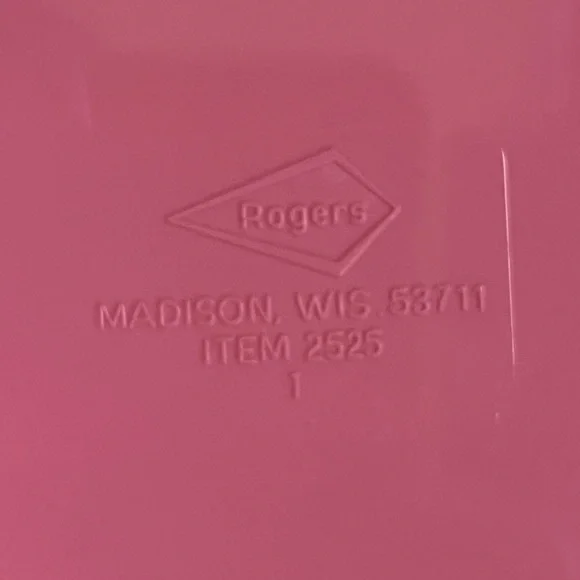 Rogers
MADISON, WIS. 53711
ITEM 2525
1